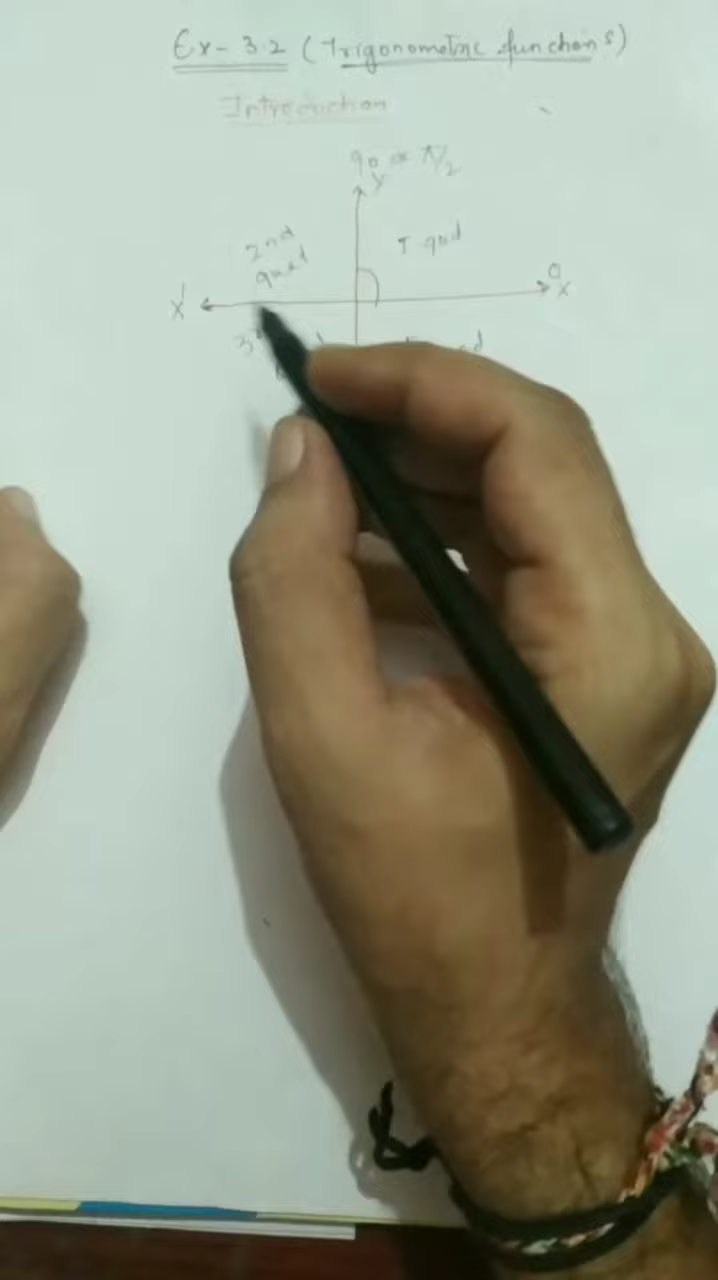 Ex- 3.2 (Trigonometric functions)
Introduction
90 or π/2
y
2nd quad
I quad
0
X'
X